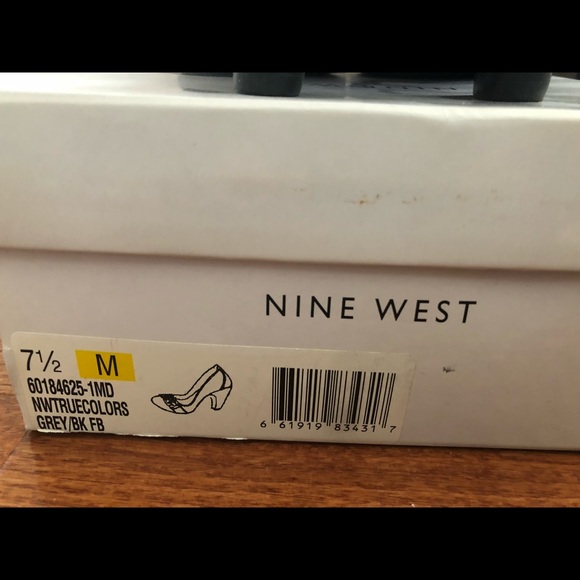 NINE WEST
7½ M
60184625-1MD
NWTRUECOLORS
GREY/BK FB
6 61919 83431 7